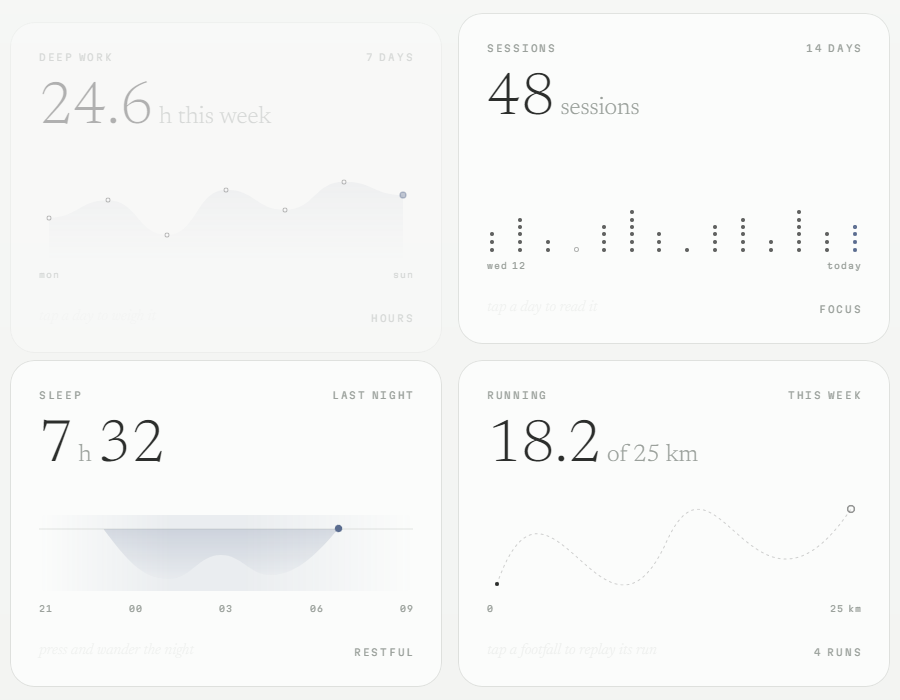 DEEP WORK 7 DAYS
24.6 h this week
mon sun
HOURS
SESSIONS 14 DAYS
48 sessions
wed 12 today
tap a day to read it FOCUS
SLEEP LAST NIGHT
7 h 32
21 00 03 06 09
press and wander the night RESTFUL
RUNNING THIS WEEK
18.2 of 25 km
0 25 km
tap a footfall to replay its run 4 RUNS